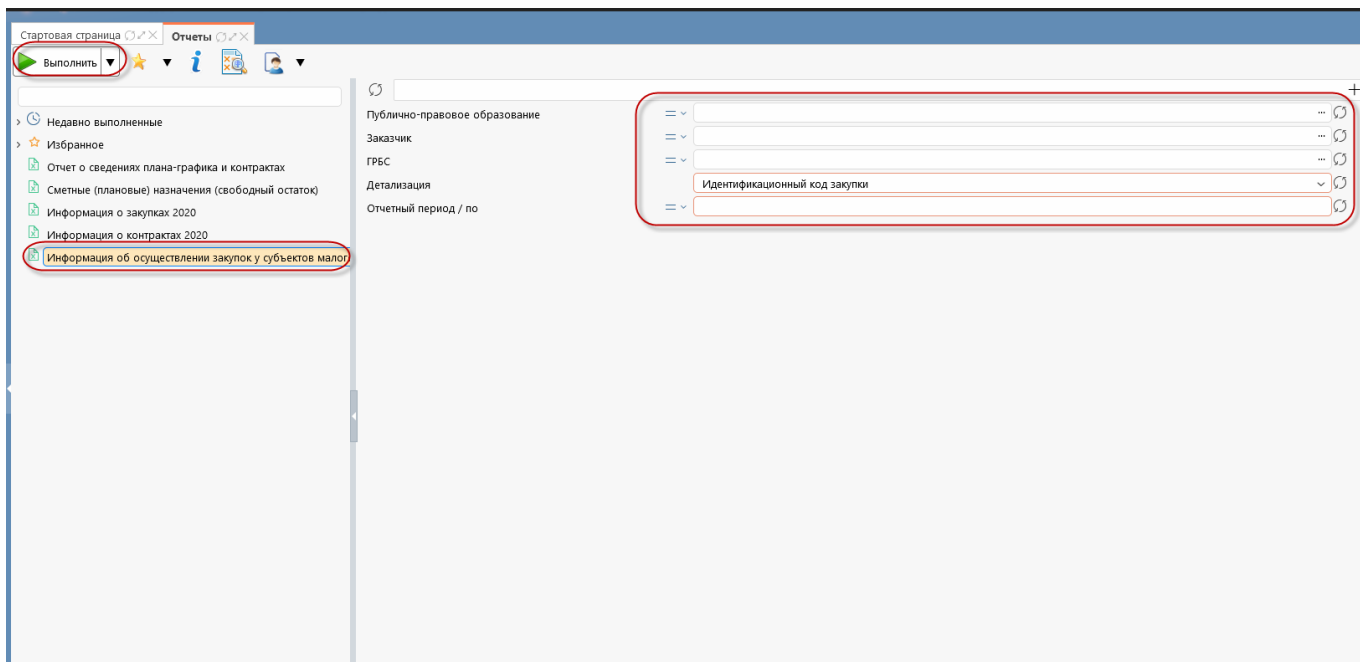 Стартовая страница
Отчеты
Выполнить
Недавно выполненные
Избранное
Отчет о сведениях плана-графика и контрактах
Сметные (плановые) назначения (свободный остаток)
Информация о закупках 2020
Информация о контрактах 2020
Информация об осуществлении закупок у субъектов малог
Публично-правовое образование
Заказчик
ГРБС
Детализация
Идентификационный код закупки
Отчетный период / по